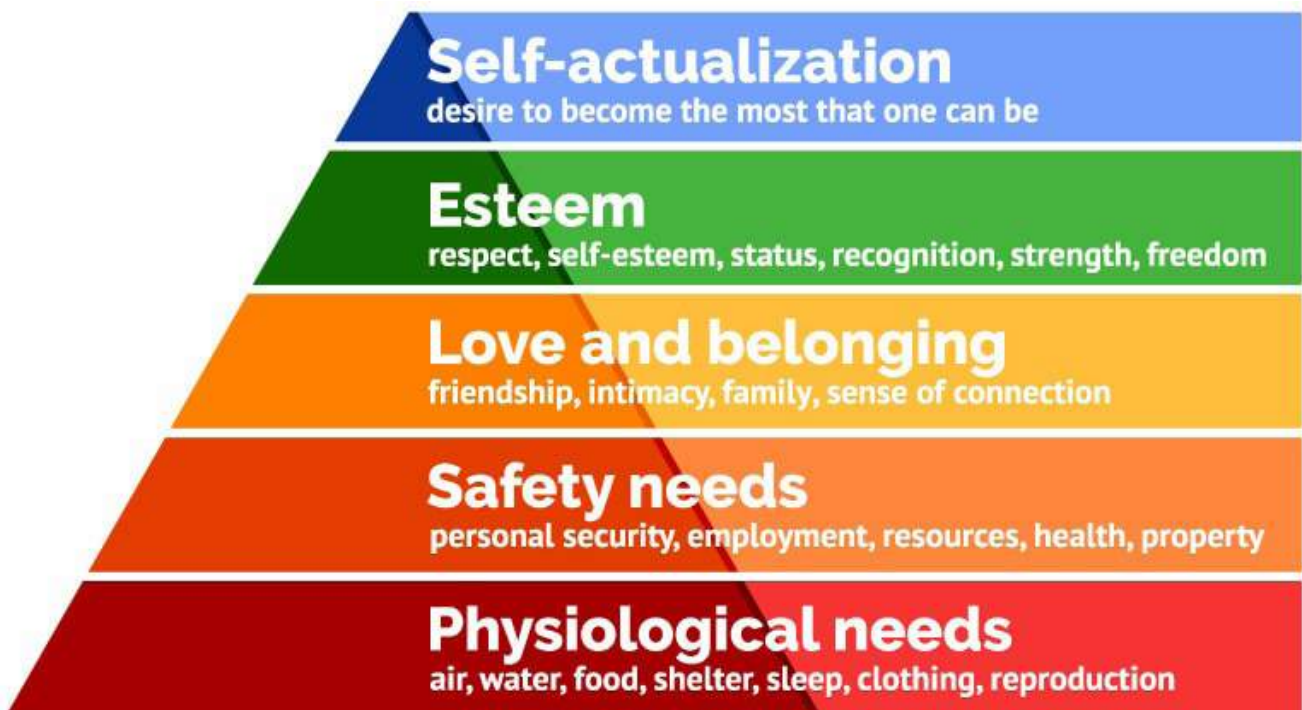 Self-actualization
desire to become the most that one can be
Esteem
respect, self-esteem, status, recognition, strength, freedom
Love and belonging
friendship, intimacy, family, sense of connection
Safety needs
personal security, employment, resources, health, property
Physiological needs
air, water, food, shelter, sleep, clothing, reproduction